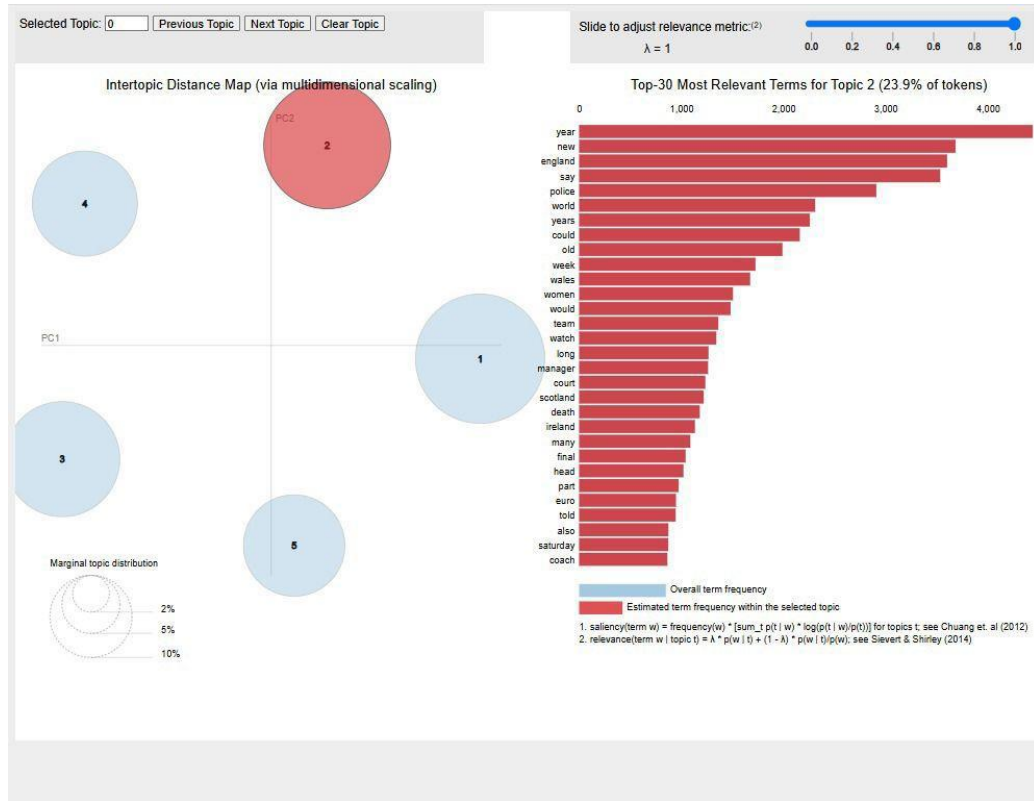 Selected Topic: 0 Previous Topic Next Topic Clear Topic
Slide to adjust relevance metric:(2)
λ = 1
0.0 0.2 0.4 0.6 0.8 1.0
Intertopic Distance Map (via multidimensional scaling)
PC2
2
4
PC1
1
3
5
Marginal topic distribution
2%
5%
10%
Top-30 Most Relevant Terms for Topic 2 (23.9% of tokens)
0 1,000 2,000 3,000 4,000
year
new
england
say
police
world
years
could
old
week
wales
women
would
team
watch
long
manager
court
scotland
death
ireland
many
final
head
part
euro
told
also
saturday
coach
Overall term frequency
Estimated term frequency within the selected topic
1. saliency(term w) = frequency(w) * [sum_t p(t | w) * log(p(t | w)/p(t))] for topics t; see Chuang et. al (2012)
2. relevance(term w | topic t) = λ * p(w | t) + (1 - λ) * p(w | t)/p(w); see Sievert & Shirley (2014)